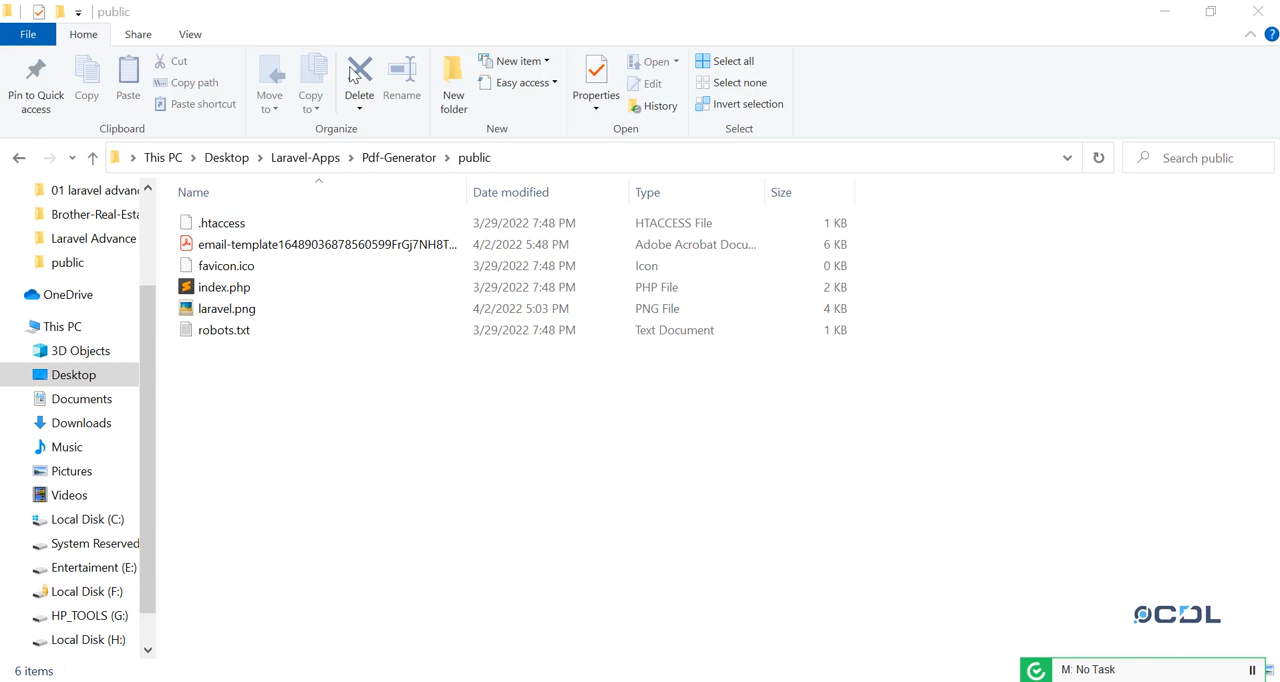 public
File Home Share View
Pin to Quick access
Copy
Paste
Cut
Copy path
Paste shortcut
Clipboard
Move to
Copy to
Delete
Rename
Organize
New folder
New item
Easy access
New
Properties
Open
Edit
History
Open
Select all
Select none
Invert selection
Select
This PC > Desktop > Laravel-Apps > Pdf-Generator > public
Search public
01 laravel advan
Brother-Real-Esta
Laravel Advance
public
OneDrive
This PC
3D Objects
Desktop
Documents
Downloads
Music
Pictures
Videos
Local Disk (C:)
System Reserved
Entertaiment (E:)
Local Disk (F:)
HP_TOOLS (G:)
Local Disk (H:)
Name Date modified Type Size
.htaccess 3/29/2022 7:48 PM HTACCESS File 1 KB
email-template16489036878560599FrGj7NH8T... 4/2/2022 5:48 PM Adobe Acrobat Docu... 6 KB
favicon.ico 3/29/2022 7:48 PM Icon 0 KB
index.php 3/29/2022 7:48 PM PHP File 2 KB
laravel.png 4/2/2022 5:03 PM PNG File 4 KB
robots.txt 3/29/2022 7:48 PM Text Document 1 KB
6 items
M: No Task